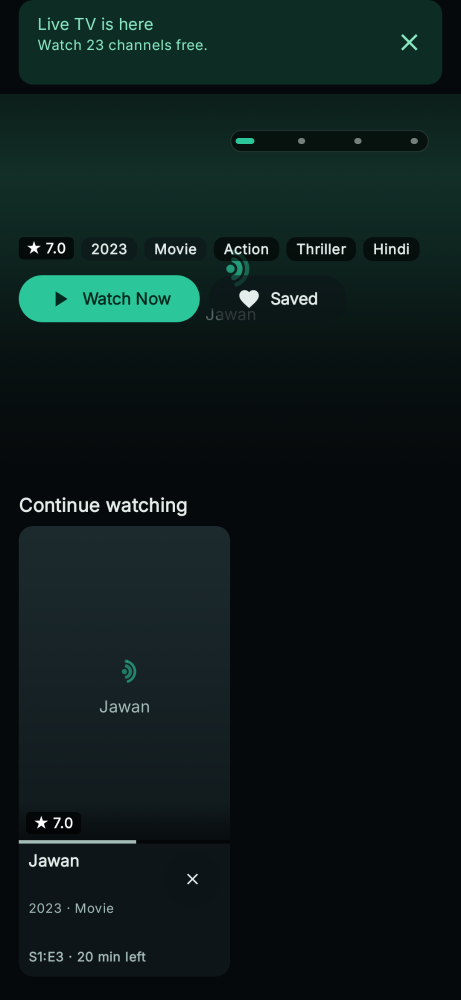 Live TV is here
Watch 23 channels free.
★ 7.0 2023 Movie Action Thriller Hindi
Watch Now Saved
Jawan
Continue watching
Jawan
★ 7.0
Jawan
2023 · Movie
S1:E3 · 20 min left